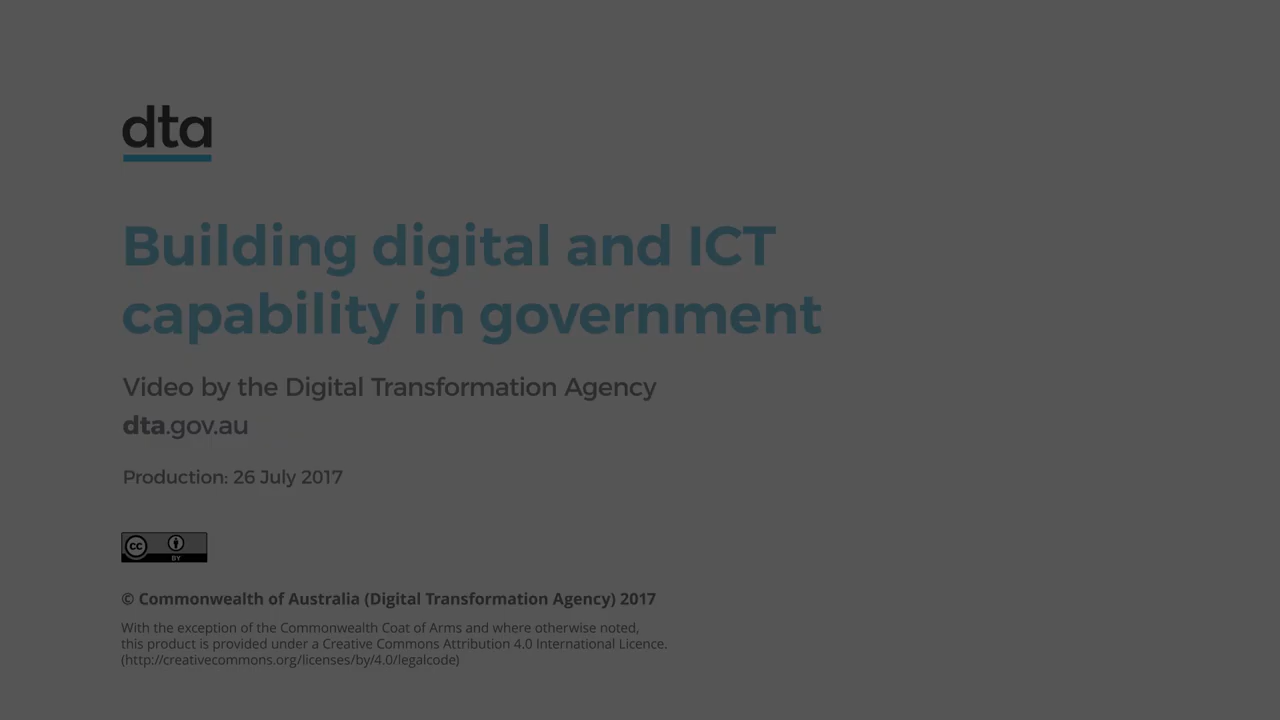 dta
Building digital and ICT
capability in government
Video by the Digital Transformation Agency
dta.gov.au
Production: 26 July 2017
cc
BY
© Commonwealth of Australia (Digital Transformation Agency) 2017
With the exception of the Commonwealth Coat of Arms and where otherwise noted,
this product is provided under a Creative Commons Attribution 4.0 International Licence.
(http://creativecommons.org/licenses/by/4.0/legalcode)